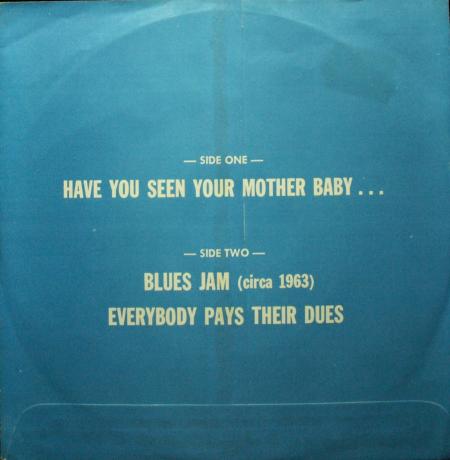 — SIDE ONE —
HAVE YOU SEEN YOUR MOTHER BABY . . .
— SIDE TWO —
BLUES JAM (circa 1963)
EVERYBODY PAYS THEIR DUES